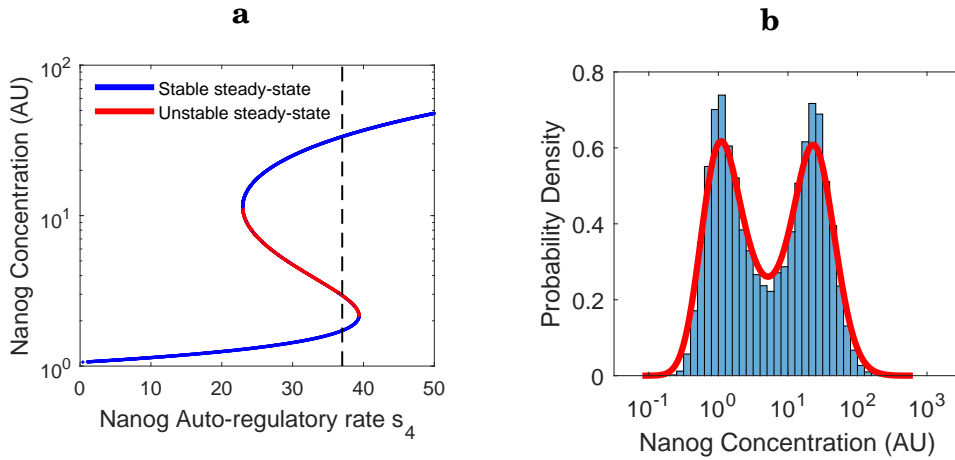 a
Nanog Concentration (AU)
10^2
10^1
10^0
Stable steady-state
Unstable steady-state
0 10 20 30 40 50
Nanog Auto-regulatory rate s_4
b
Probability Density
0.8
0.6
0.4
0.2
0
10^-1 10^0 10^1 10^2 10^3
Nanog Concentration (AU)